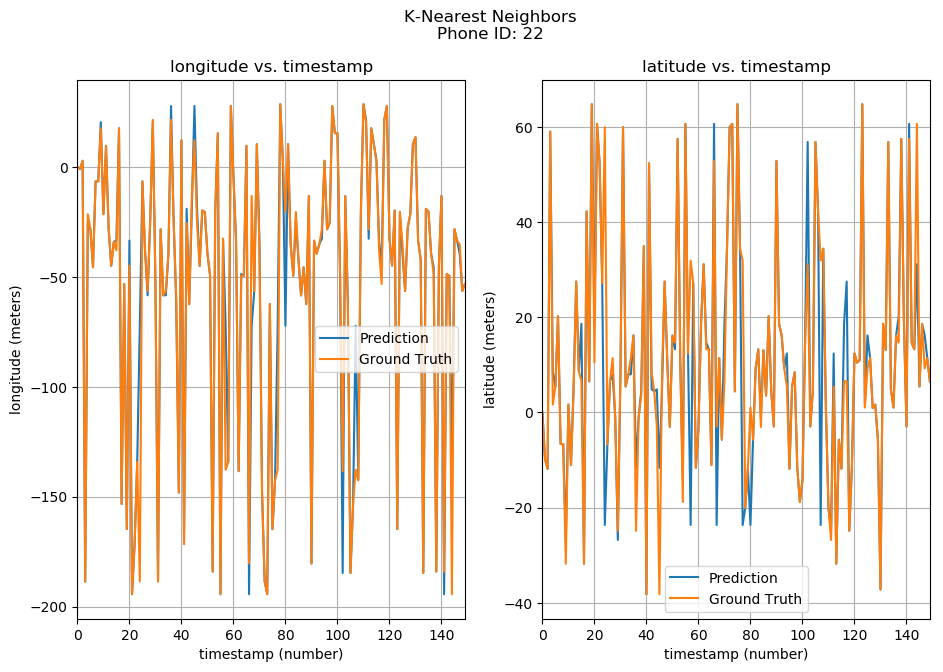 K-Nearest Neighbors
Phone ID: 22
longitude vs. timestamp
longitude (meters)
0
−50
−100
−150
−200
0 20 40 60 80 100 120 140
timestamp (number)
Prediction
Ground Truth
latitude vs. timestamp
latitude (meters)
60
40
20
0
−20
−40
0 20 40 60 80 100 120 140
timestamp (number)
Prediction
Ground Truth